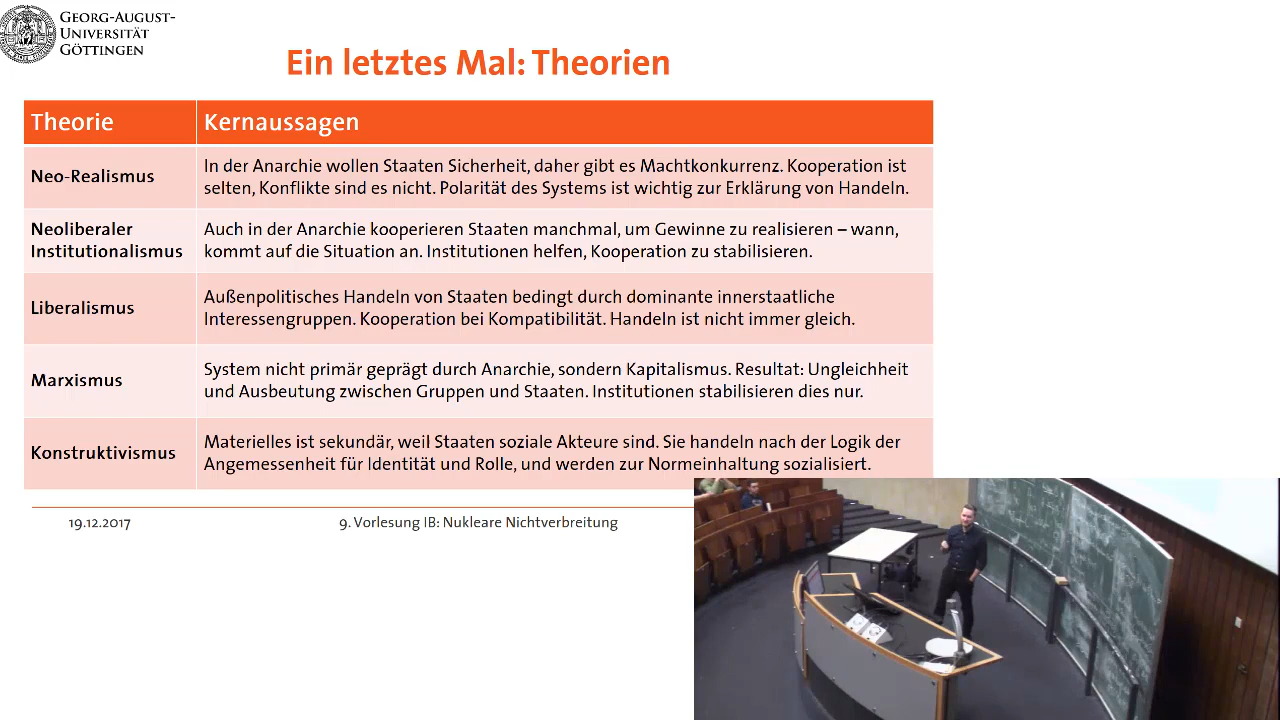 GEORG-AUGUST-
UNIVERSITÄT
GÖTTINGEN
Ein letztes Mal: Theorien
Theorie
Kernaussagen
Neo-Realismus
In der Anarchie wollen Staaten Sicherheit, daher gibt es Machtkonkurrenz. Kooperation ist
selten, Konflikte sind es nicht. Polarität des Systems ist wichtig zur Erklärung von Handeln.
Neoliberaler
Institutionalismus
Auch in der Anarchie kooperieren Staaten manchmal, um Gewinne zu realisieren – wann,
kommt auf die Situation an. Institutionen helfen, Kooperation zu stabilisieren.
Liberalismus
Außenpolitisches Handeln von Staaten bedingt durch dominante innerstaatliche
Interessengruppen. Kooperation bei Kompatibilität. Handeln ist nicht immer gleich.
Marxismus
System nicht primär geprägt durch Anarchie, sondern Kapitalismus. Resultat: Ungleichheit
und Ausbeutung zwischen Gruppen und Staaten. Institutionen stabilisieren dies nur.
Konstruktivismus
Materielles ist sekundär, weil Staaten soziale Akteure sind. Sie handeln nach der Logik der
Angemessenheit für Identität und Rolle, und werden zur Normeinhaltung sozialisiert.
19.12.2017
9. Vorlesung IB: Nukleare Nichtverbreitung